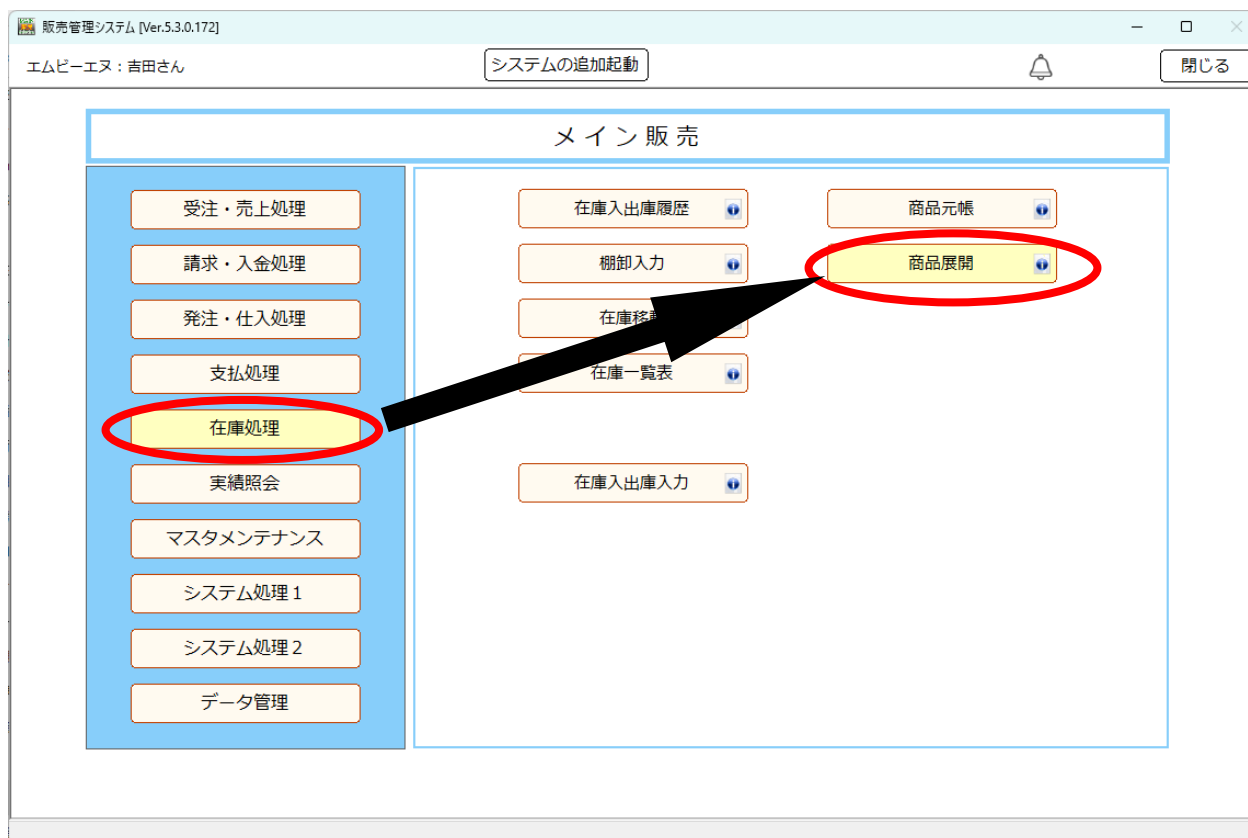 販売管理システム [Ver.5.3.0.172]
エムビーエヌ：吉田さん
システムの追加起動
閉じる
メイン販売
受注・売上処理
請求・入金処理
発注・仕入処理
支払処理
在庫処理
実績照会
マスタメンテナンス
システム処理１
システム処理２
データ管理
在庫入出庫履歴
棚卸入力
在庫移
在庫一覧表
在庫入出庫入力
商品元帳
商品展開